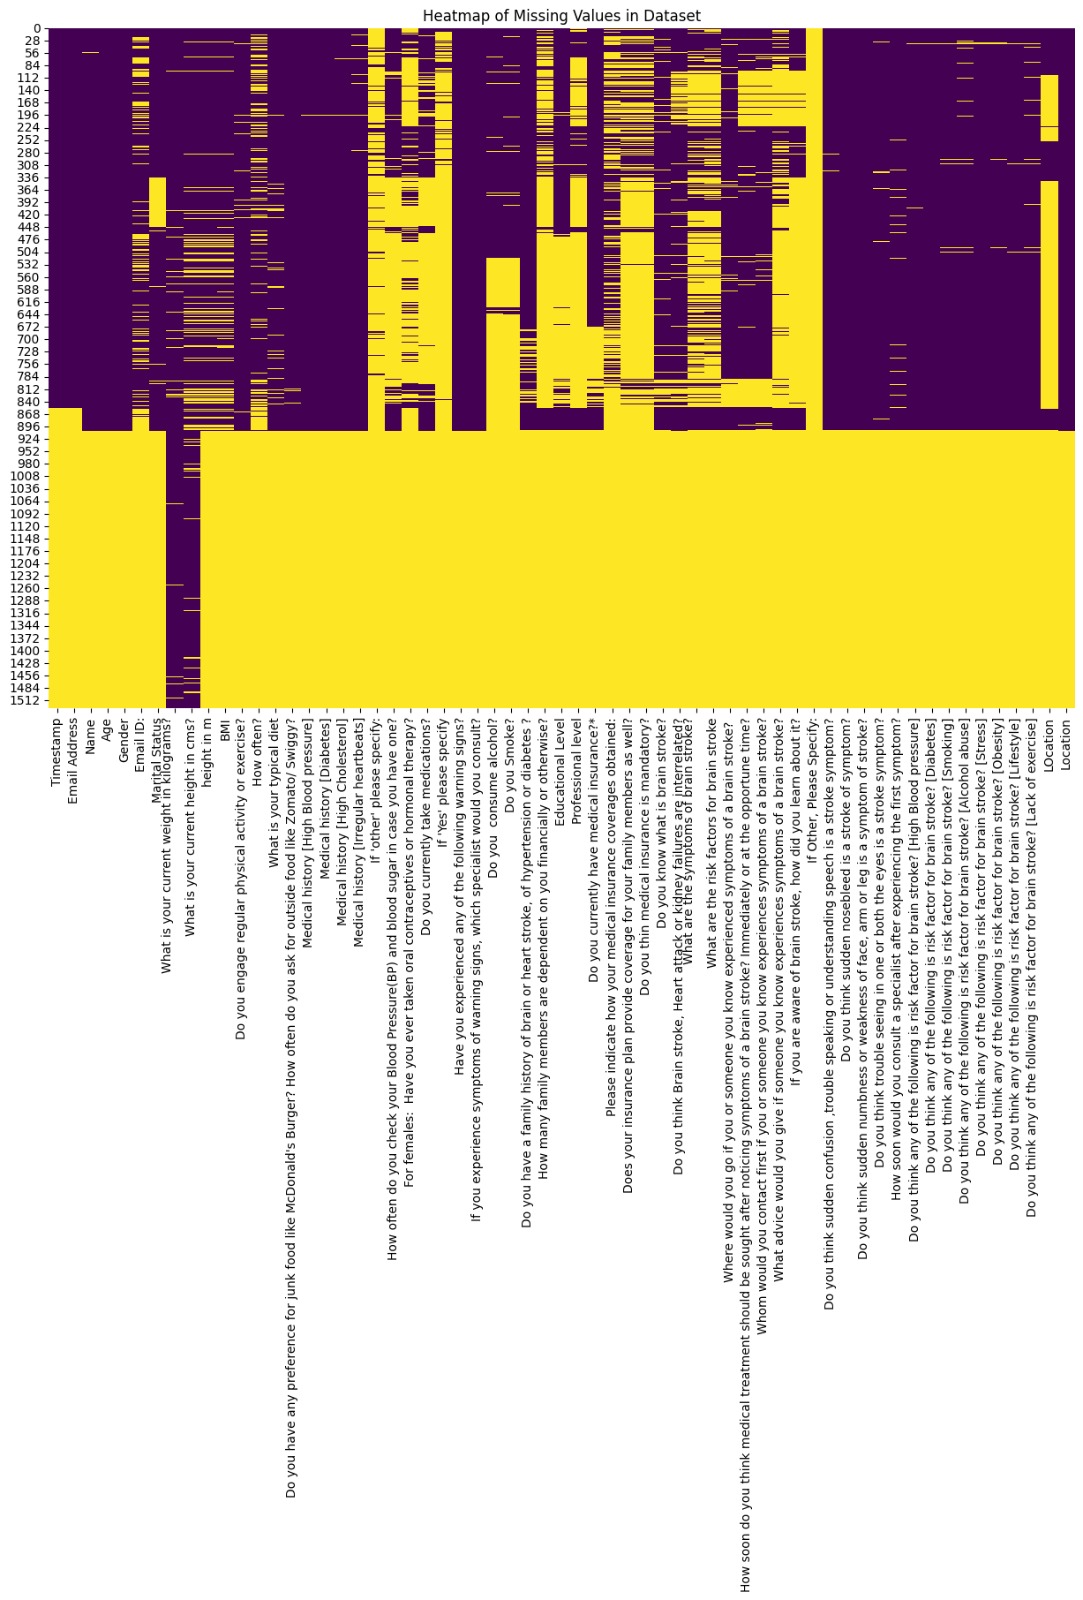 Heatmap of Missing Values in Dataset
Location
LOcation
Do you think any of the following is risk factor for brain stroke? [Lack of exercise]
Do you think any of the following is risk factor for brain stroke? [Lifestyle]
Do you think any of the following is risk factor for brain stroke? [Obesity]
Do you think any of the following is risk factor for brain stroke? [Stress]
Do you think any of the following is risk factor for brain stroke? [Alcohol abuse]
Do you think any of the following is risk factor for brain stroke? [Smoking]
Do you think any of the following is risk factor for brain stroke? [Diabetes]
Do you think any of the following is risk factor for brain stroke? [High Blood pressure]
How soon would you consult a specialist after experiencing the first symptom?
Do you think trouble seeing in one or both the eyes is a stroke symptom?
Do you think sudden numbness or weakness of face, arm or leg is a symptom of stroke?
Do you think sudden nosebleed is a stroke of symptom?
Do you think sudden confusion ,trouble speaking or understanding speech is a stroke symptom?
If Other, Please Specify:
If you are aware of brain stroke, how did you learn about it?
What advice would you give if someone you know experiences symptoms of a brain stroke?
Whom would you contact first if you or someone you know experiences symptoms of a brain stroke?
How soon do you think medical treatment should be sought after noticing symptoms of a brain stroke? Immediately or at the opportune time?
Where would you go if you or someone you know experienced symptoms of a brain stroke?
What are the risk factors for brain stroke
What are the symptoms of brain stroke?
Do you think Brain stroke, Heart attack or kidney failures are interrelated?
Do you know what is brain stroke?
Do you thin medical insurance is mandatory?
Does your insurance plan provide coverage for your family members as well?
Please indicate how your medical insurance coverages obtained:
Do you currently have medical insurance?*
Professional level
Educational Level
How many family members are dependent on you financially or otherwise?
Do you have a family history of brain or heart stroke, of hypertension or diabetes ?
Do you Smoke?
Do you  consume alcohol?
If you experience symptoms of warning signs, which specialist would you consult?
Have you experienced any of the following warning signs?
If 'Yes' please specify
Do you currently take medications?
For females:  Have you ever taken oral contraceptives or hormonal therapy?
How often do you check your Blood Pressure(BP) and blood sugar in case you have one?
If 'other' please specify:
Medical history [Irregular heartbeats]
Medical history [High Cholesterol]
Medical history [Diabetes]
Medical history [High Blood pressure]
Do you have any preference for junk food like McDonald's Burger? How often do you ask for outside food like Zomato/ Swiggy?
What is your typical diet
How often?
Do you engage regular physical activity or exercise?
BMI
height in m
What is your current height in cms?
What is your current weight in kilograms?
Marital Status
Email ID:
Gender
Age
Name
Email Address
Timestamp
0 28 56 84 112 140 168 196 224 252 280 308 336 364 392 420 448 476 504 532 560 588 616 644 672 700 728 756 784 812 840 868 896 924 952 980 1008 1036 1064 1092 1120 1148 1176 1204 1232 1260 1288 1316 1344 1372 1400 1428 1456 1484 1512